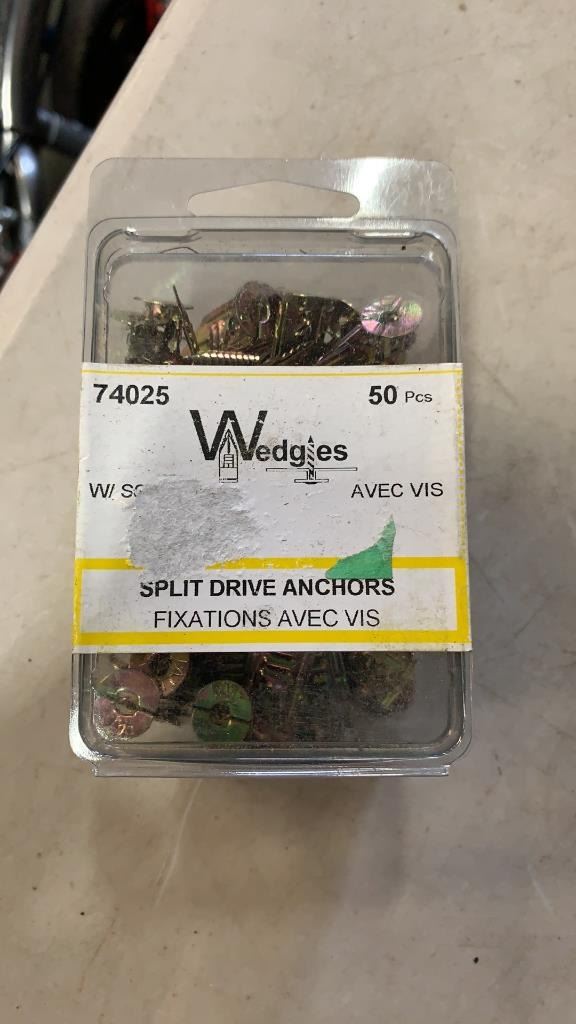 74025
50 Pcs
Wedgies
W/
AVEC VIS
SPLIT DRIVE ANCHORS
FIXATIONS AVEC VIS